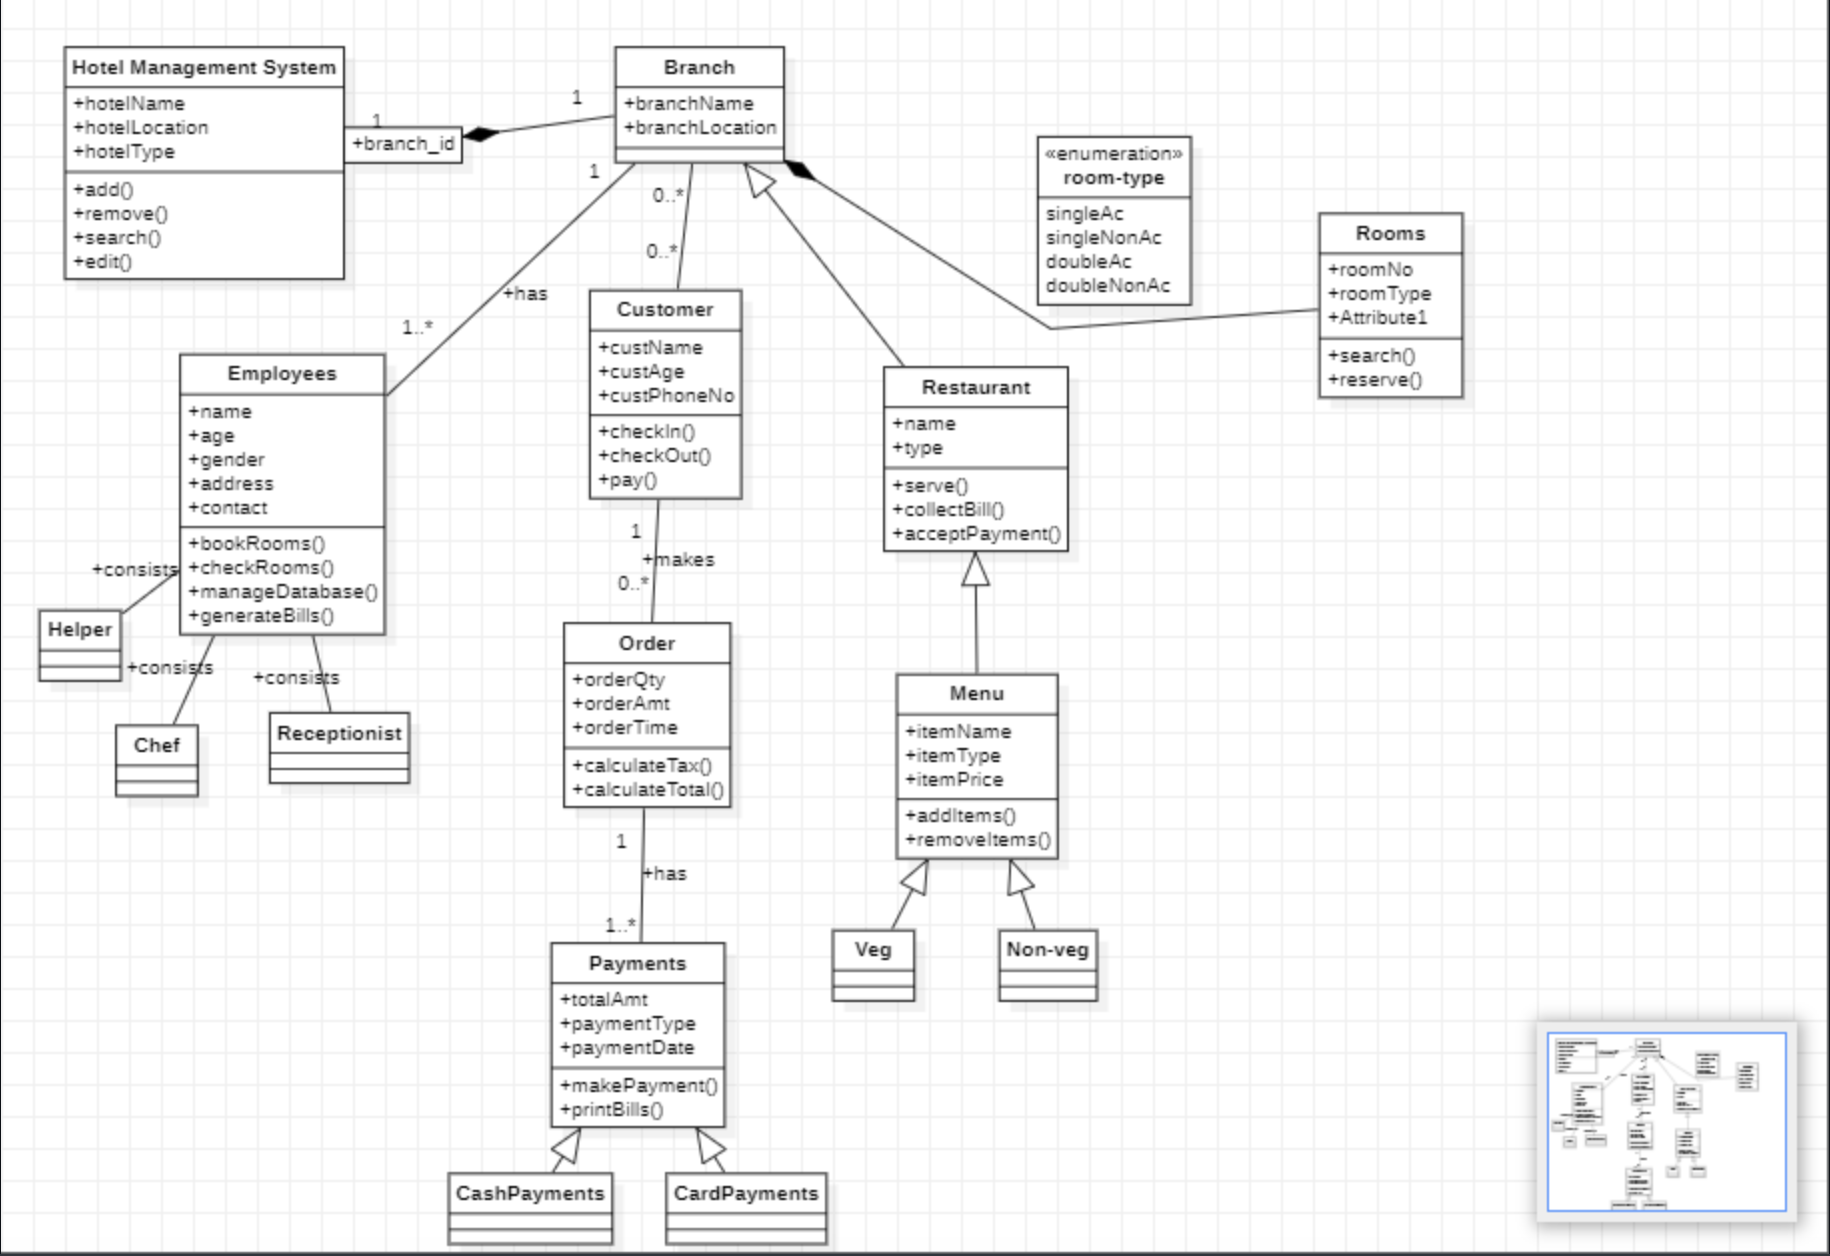 Hotel Management System
+hotelName
+hotelLocation
+hotelType
+add()
+remove()
+search()
+edit()
1
+branch_id
1
Branch
+branchName
+branchLocation
1
0..*
0..*
+has
1..*
«enumeration»
room-type
singleAc
singleNonAc
doubleAc
doubleNonAc
Rooms
+roomNo
+roomType
+Attribute1
+search()
+reserve()
Customer
+custName
+custAge
+custPhoneNo
+checkIn()
+checkOut()
+pay()
Employees
+name
+age
+gender
+address
+contact
+bookRooms()
+checkRooms()
+manageDatabase()
+generateBills()
Restaurant
+name
+type
+serve()
+collectBill()
+acceptPayment()
+consists
Helper
+consists
+consists
Chef
Receptionist
1
+makes
0..*
Order
+orderQty
+orderAmt
+orderTime
+calculateTax()
+calculateTotal()
Menu
+itemName
+itemType
+itemPrice
+addItems()
+removeItems()
1
+has
1..*
Veg
Non-veg
Payments
+totalAmt
+paymentType
+paymentDate
+makePayment()
+printBills()
CashPayments
CardPayments